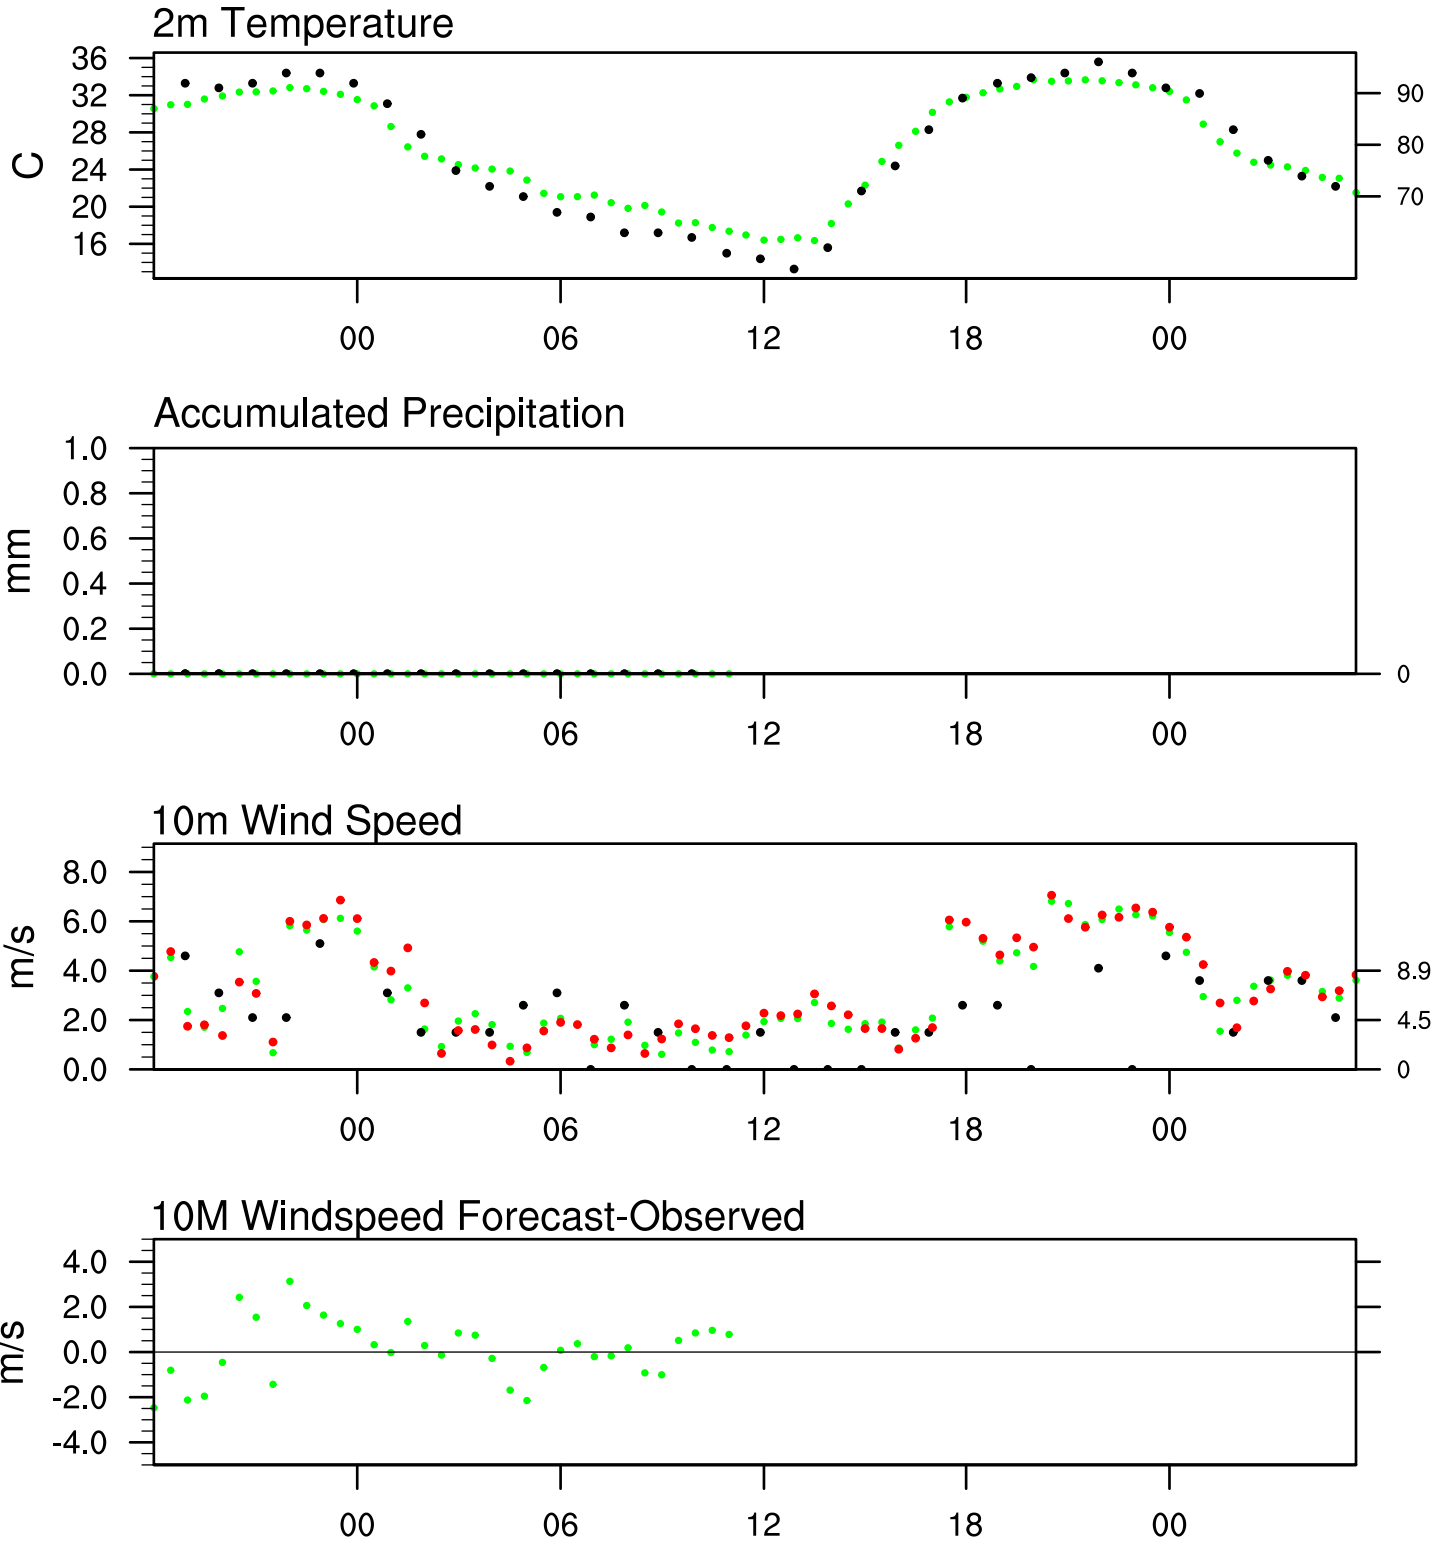 2m Temperature
C
36
32
28
24
20
16
90
80
70
00 06 12 18 00
Accumulated Precipitation
mm
1.0
0.8
0.6
0.4
0.2
0.0
0
00 06 12 18 00
10m Wind Speed
m/s
8.0
6.0
4.0
2.0
0.0
8.9
4.5
0
00 06 12 18 00
10M Windspeed Forecast-Observed
m/s
4.0
2.0
0.0
-2.0
-4.0
00 06 12 18 00